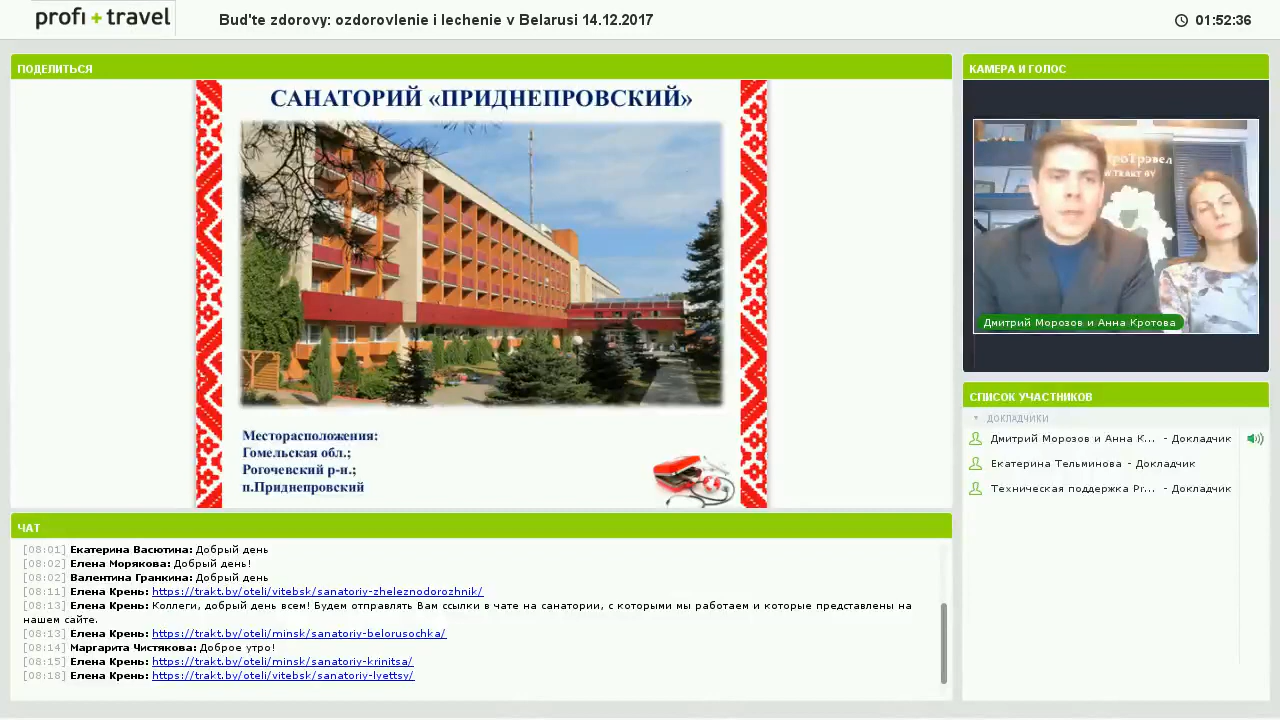 profi + travel
Bud'te zdorovy: ozdorovlenie i lechenie v Belarusi 14.12.2017
01:52:36
ПОДЕЛИТЬСЯ
САНАТОРИЙ «ПРИДНЕПРОВСКИЙ»
Месторасположения:
Гомельская обл.;
Рогочевский р-н.;
п.Приднепровский
КАМЕРА И ГОЛОС
WW.TRAKT.BY
Дмитрий Морозов и Анна Кротова
СПИСОК УЧАСТНИКОВ
ДОКЛАДЧИКИ
Дмитрий Морозов и Анна К... - Докладчик
Екатерина Тельминова - Докладчик
Техническая поддержка Pr... - Докладчик
ЧАТ
[08:01] Екатерина Васютина: Добрый день
[08:02] Елена Морякова: Добрый день!
[08:02] Валентина Гранкина: Добрый день
[08:11] Елена Крень: https://trakt.by/oteli/vitebsk/sanatoriy-zheleznodorozhnik/
[08:13] Елена Крень: Коллеги, добрый день всем! Будем отправлять Вам ссылки в чате на санатории, с которыми мы работаем и которые представлены на
нашем сайте.
[08:13] Елена Крень: https://trakt.by/oteli/minsk/sanatoriy-belorusochka/
[08:14] Маргарита Чистякова: Доброе утро!
[08:15] Елена Крень: https://trakt.by/oteli/minsk/sanatoriy-krinitsa/
[08:18] Елена Крень: https://trakt.by/oteli/vitebsk/sanatoriy-lyettsy/